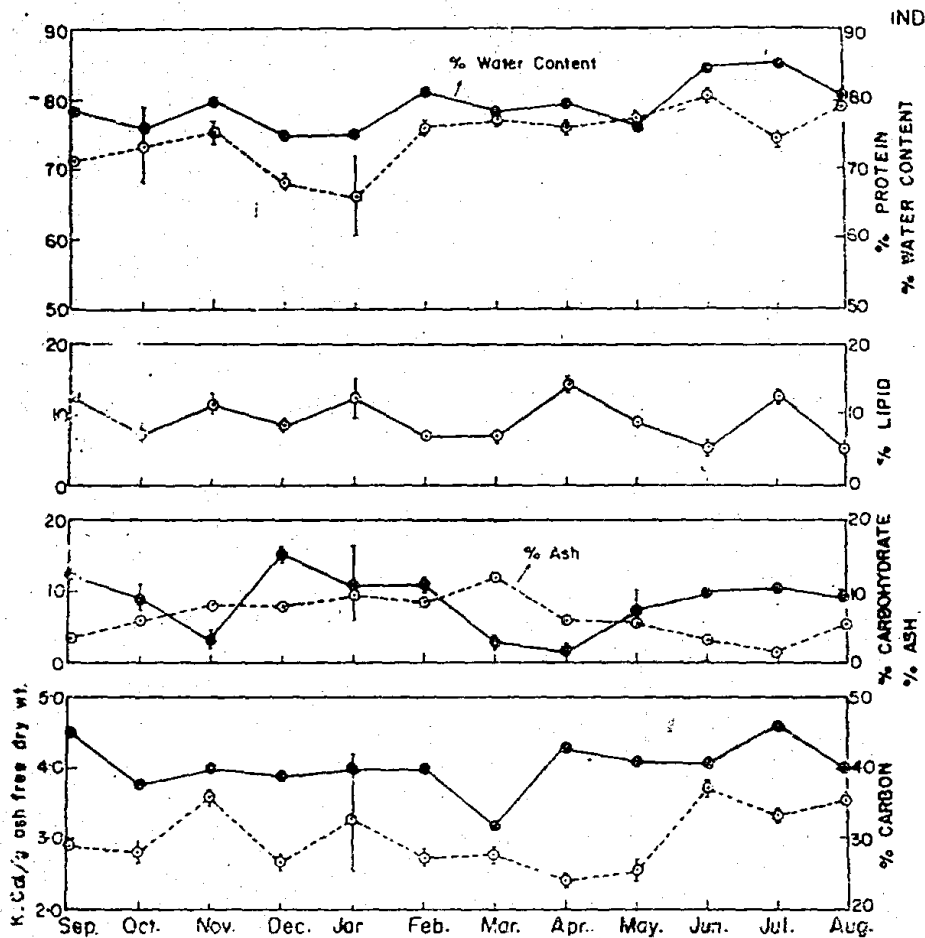 IND
90 90
% Water Content
80 80
70 70
60 60
50 50
% PROTEIN
% WATER CONTENT
20 20
10 10
0 0
% LIPID
20 20
% Ash
10 10
0 0
% CARBOHYDRATE
% ASH
5·0 50
4·0 40
3·0 30
2·0 20
K.Cal/g ash free dry wt.
% CARBON
Sep. Oct. Nov. Dec. Jar Feb. Mar. Apr. May. Jun. Jul. Aug.